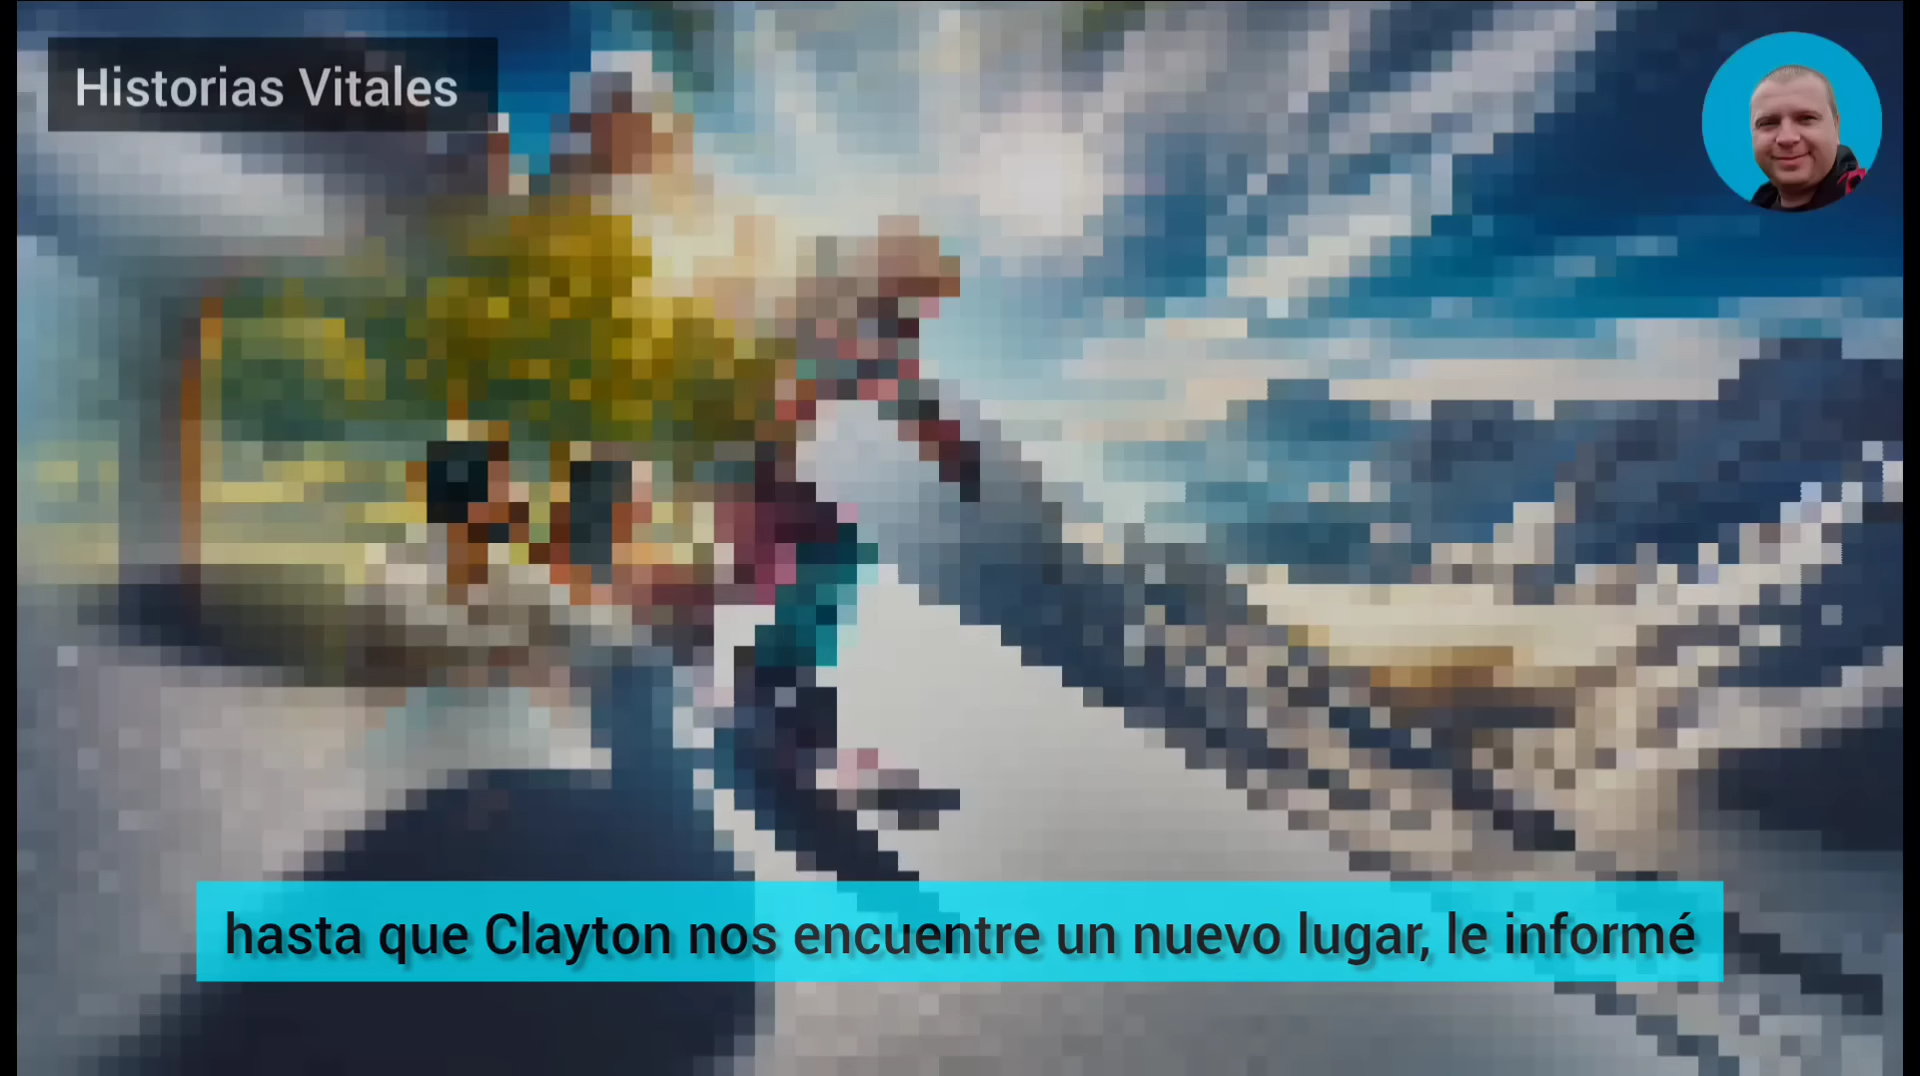 Historias Vitales
hasta que Clayton nos encuentre un nuevo lugar, le informé